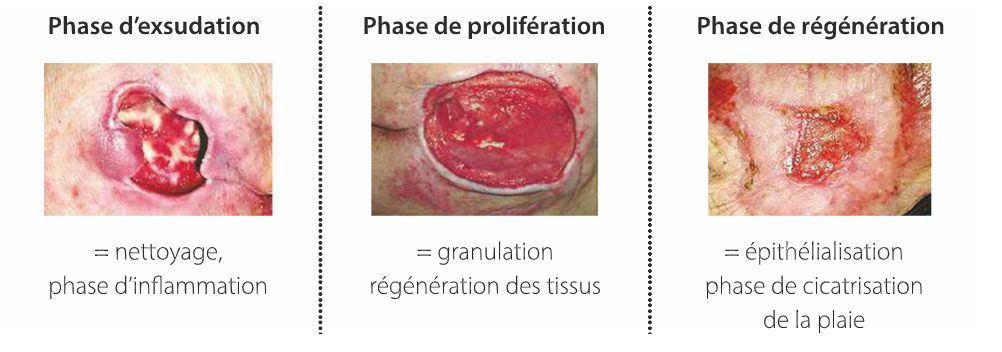 Phase d’exsudation
= nettoyage,
phase d’inflammation
Phase de prolifération
= granulation
régénération des tissus
Phase de régénération
= épithélialisation
phase de cicatrisation
de la plaie